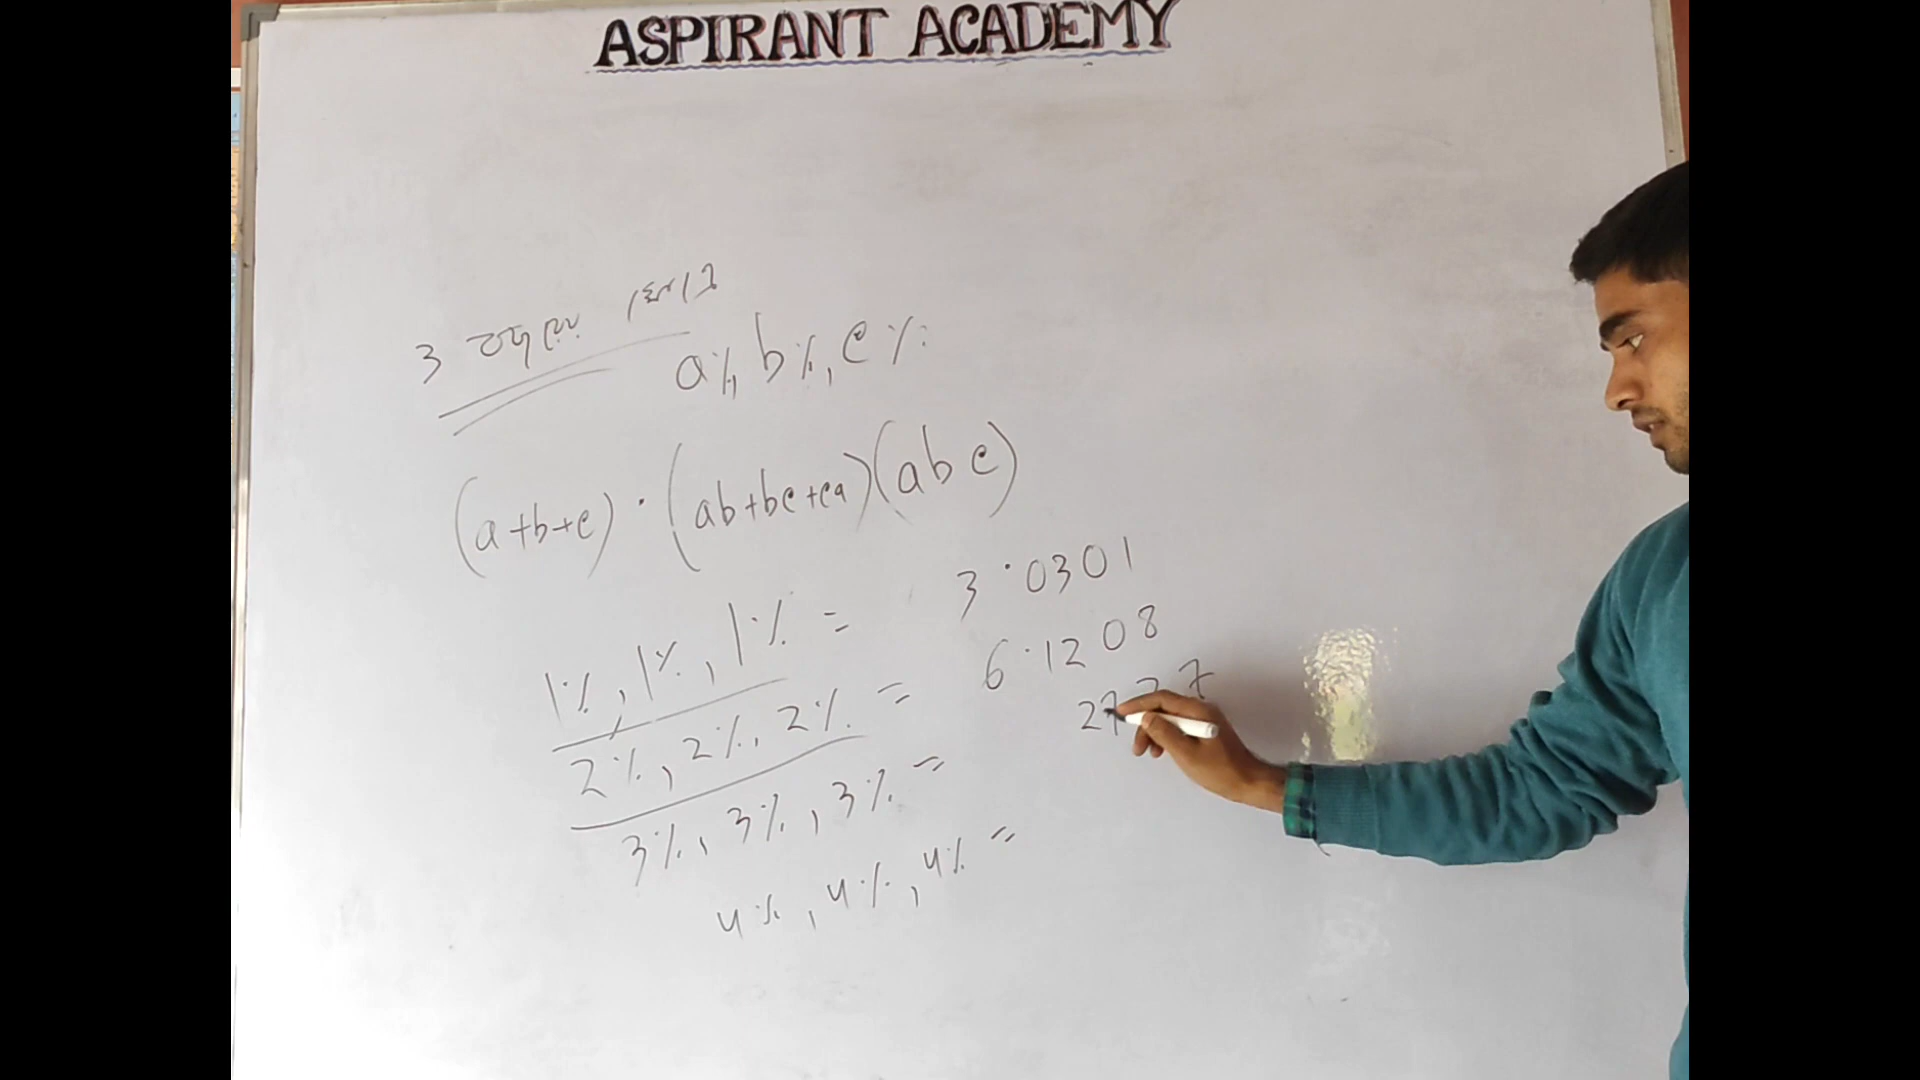 ASPIRANT ACADEMY
3
a%, b%, c%
(a+b+c) . (ab+bc+ca) (abc)
1%, 1%, 1% = 3.0301
2%, 2%, 2% = 6.1208
3%, 3%, 3% = 2727
4%, 4%, 4% =